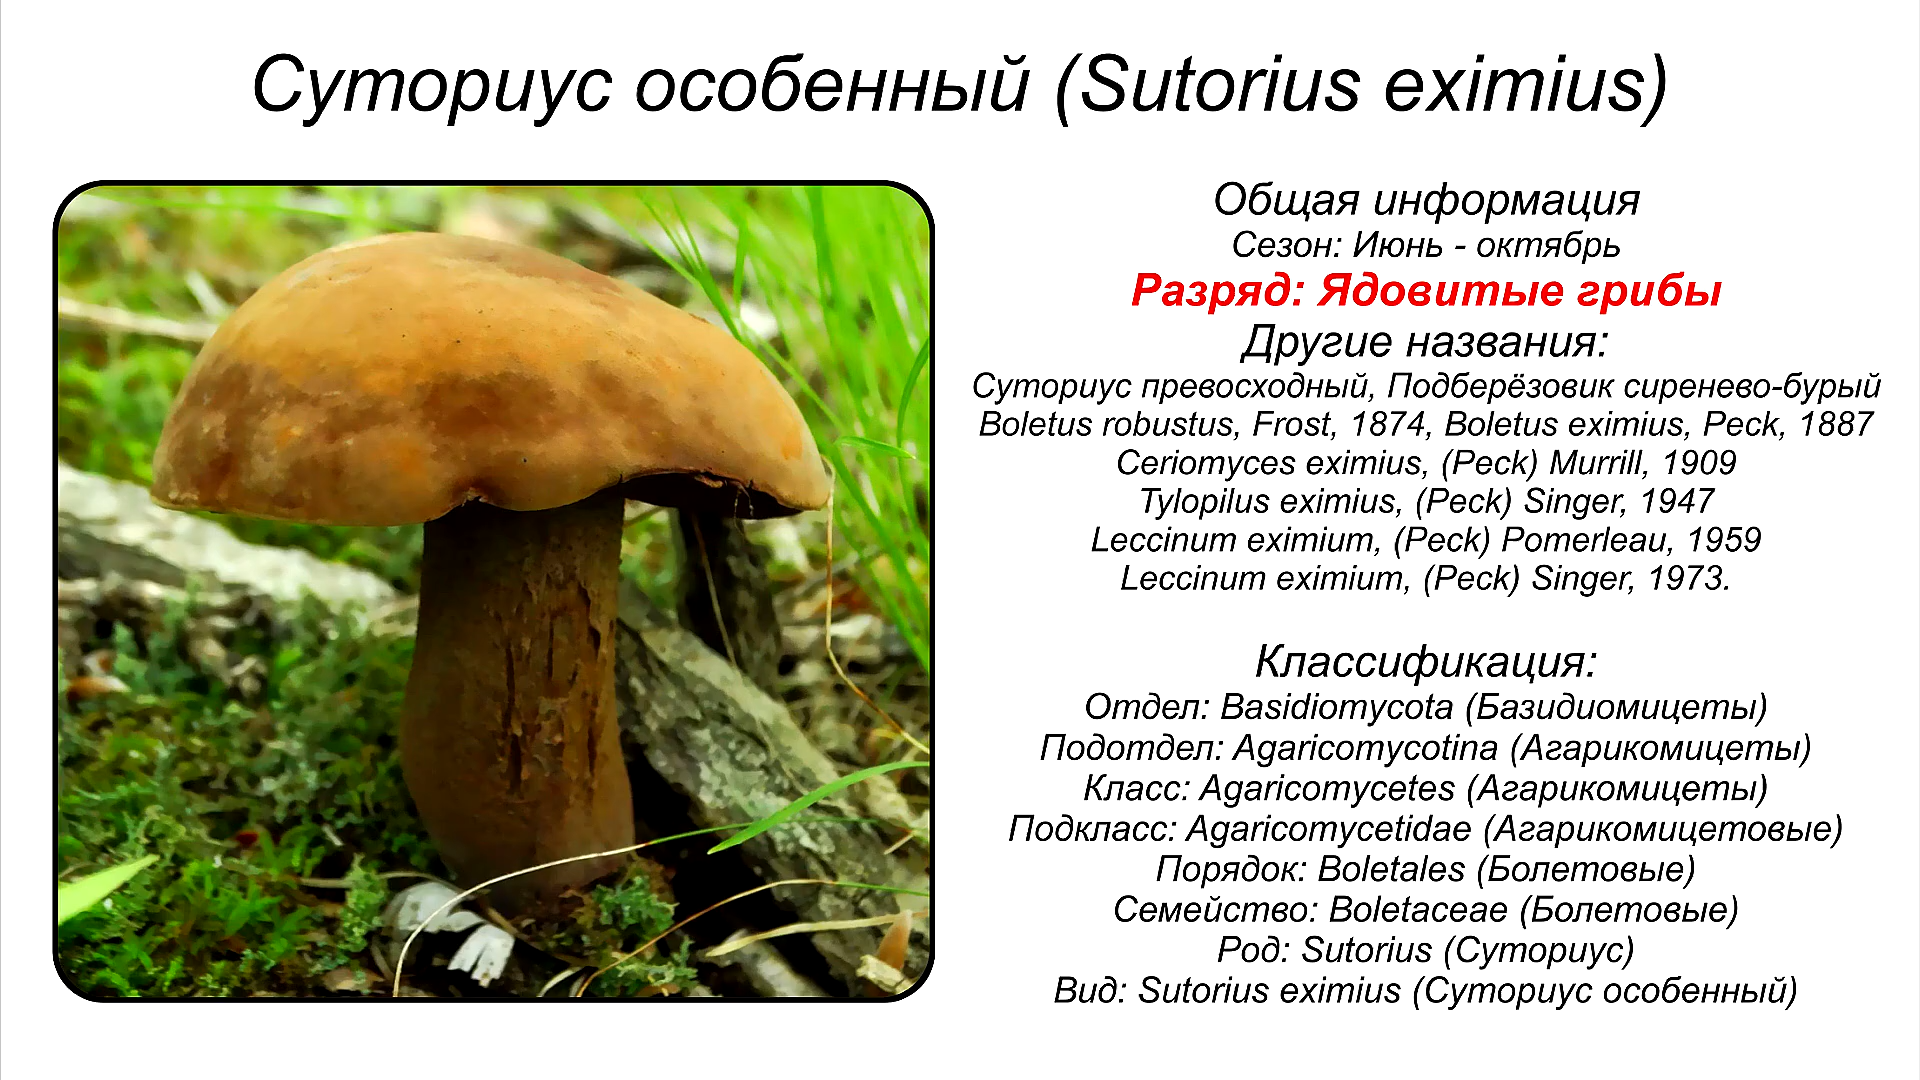 Суториус особенный (Sutorius eximius)
Общая информация
Сезон: Июнь - октябрь
Разряд: Ядовитые грибы
Другие названия:
Суториус превосходный, Подберёзовик сиренево-бурый
Boletus robustus, Frost, 1874, Boletus eximius, Peck, 1887
Ceriomyces eximius, (Peck) Murrill, 1909
Tylopilus eximius, (Peck) Singer, 1947
Leccinum eximium, (Peck) Pomerleau, 1959
Leccinum eximium, (Peck) Singer, 1973.
Классификация:
Отдел: Basidiomycota (Базидиомицеты)
Подотдел: Agaricomycotina (Агарикомицеты)
Класс: Agaricomycetes (Агарикомицеты)
Подкласс: Agaricomycetidae (Агарикомицетовые)
Порядок: Boletales (Болетовые)
Семейство: Boletaceae (Болетовые)
Род: Sutorius (Суториус)
Вид: Sutorius eximius (Суториус особенный)